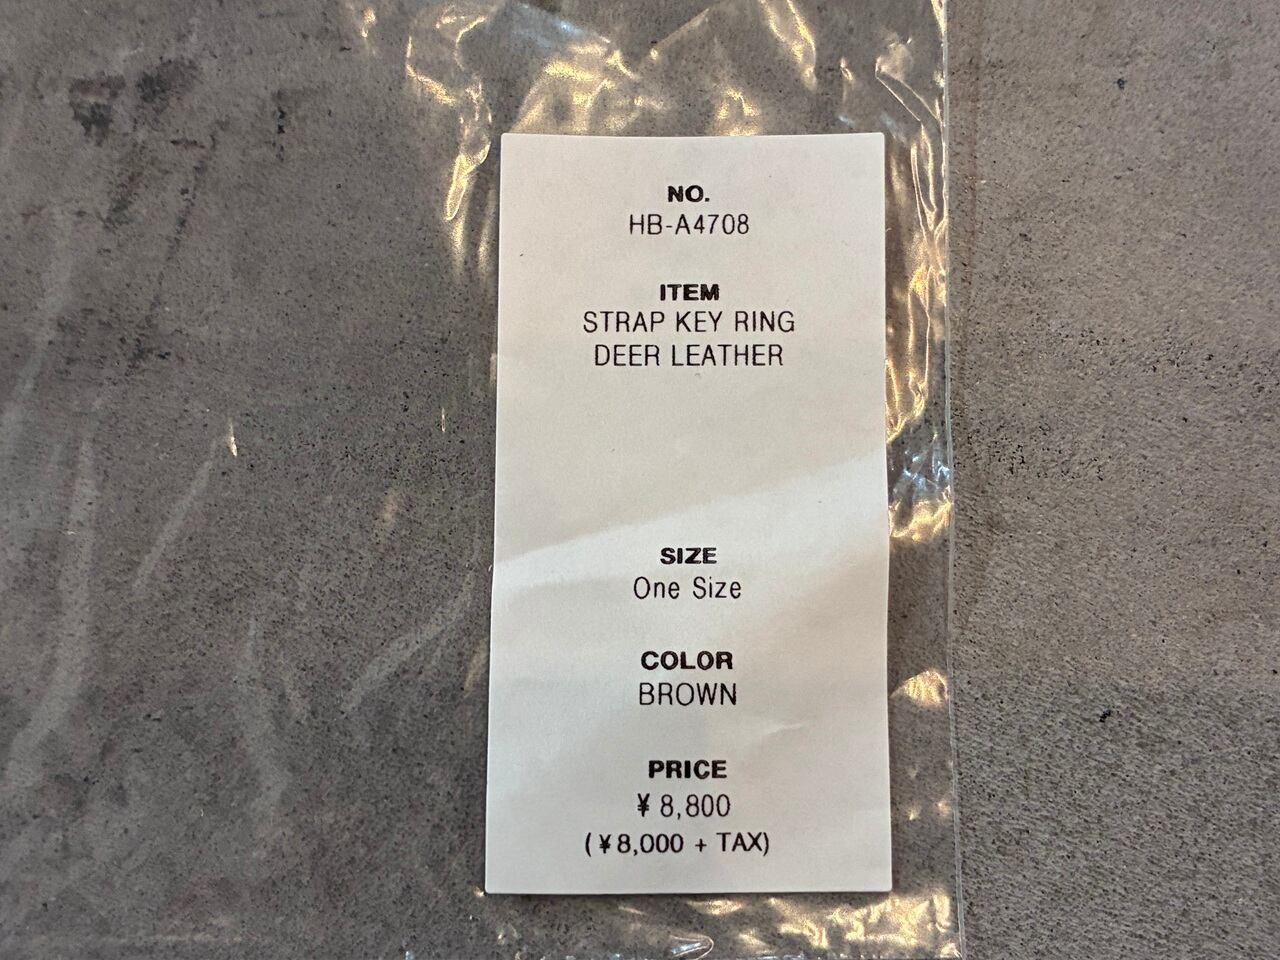 NO.
HB-A4708
ITEM
STRAP KEY RING
DEER LEATHER
SIZE
One Size
COLOR
BROWN
PRICE
¥ 8,800
(¥8,000 + TAX)